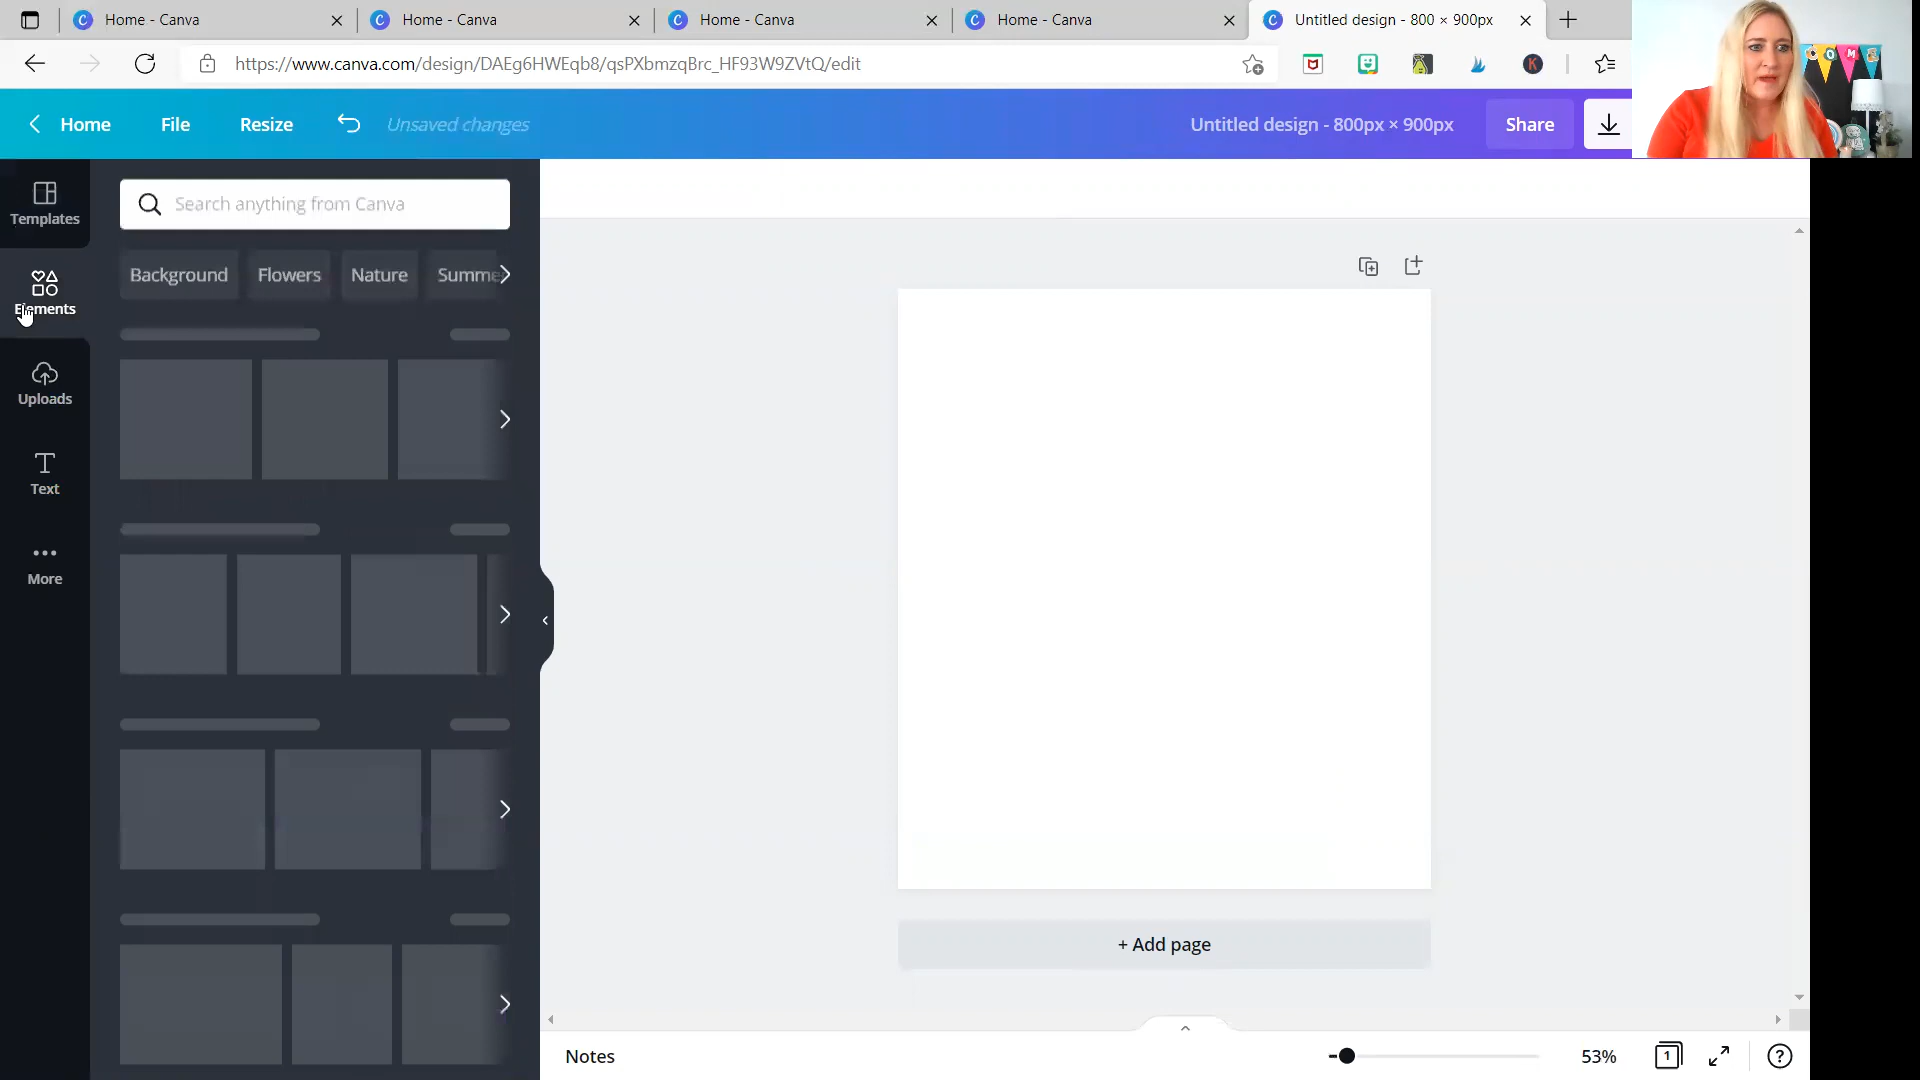 Home - Canva
Home - Canva
Home - Canva
Home - Canva
Untitled design - 800 × 900px
https://www.canva.com/design/DAEg6HWEqb8/qsPXbmzqBrc_HF93W9ZVtQ/edit
Home
File
Resize
Unsaved changes
Untitled design - 800px × 900px
Share
Templates
Elements
Uploads
Text
More
Search anything from Canva
Background
Flowers
Nature
Summe
+ Add page
Notes
53%
1
?
K
O M